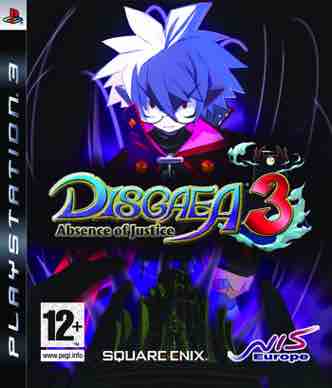 PLAYSTATION 3
DISGAEA 3
Absence of Justice
12+
www.pegi.info
SQUARE ENIX.
NIS
Europe